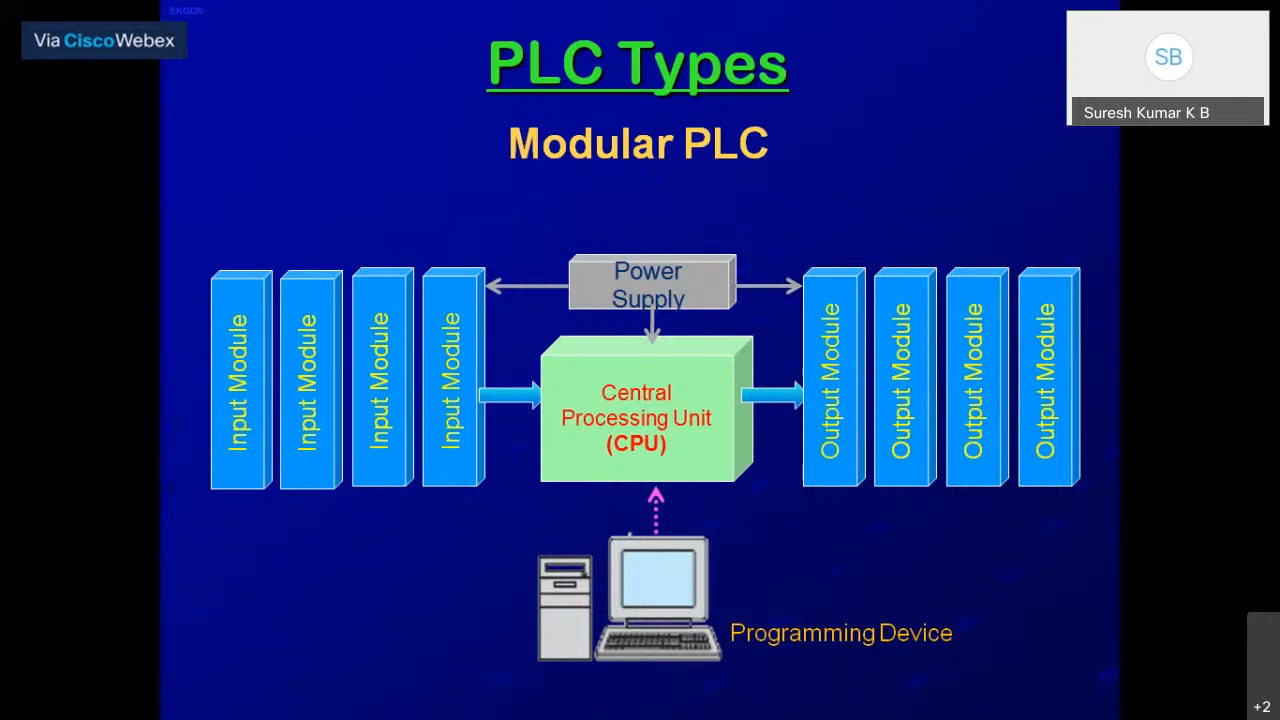 SKGDS
Via CiscoWebex
PLC Types
SB
Suresh Kumar K B
Modular PLC
Power
Supply
Input Module
Input Module
Input Module
Input Module
Central
Processing Unit
(CPU)
Output Module
Output Module
Output Module
Output Module
Programming Device
+2